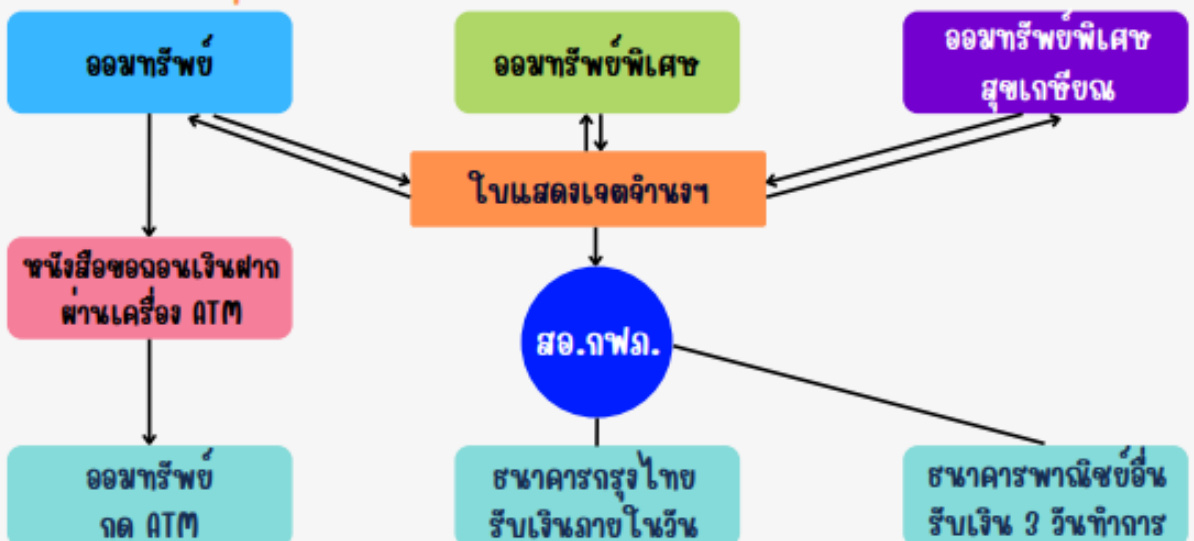 ออมทรัพย์
ออมทรัพย์พิเศษ
ออมทรัพย์พิเศษ
สุขเกษียณ
ใบแสดงเจตจำนงฯ
หนังสือขอถอนเงินฝาก
ผ่านเครื่อง ATM
สอ.กฟภ.
ออมทรัพย์
กด ATM
ธนาคารกรุงไทย
รับเงินภายในวัน
ธนาคารพาณิชย์อื่น
รับเงิน 3 วันทำการ